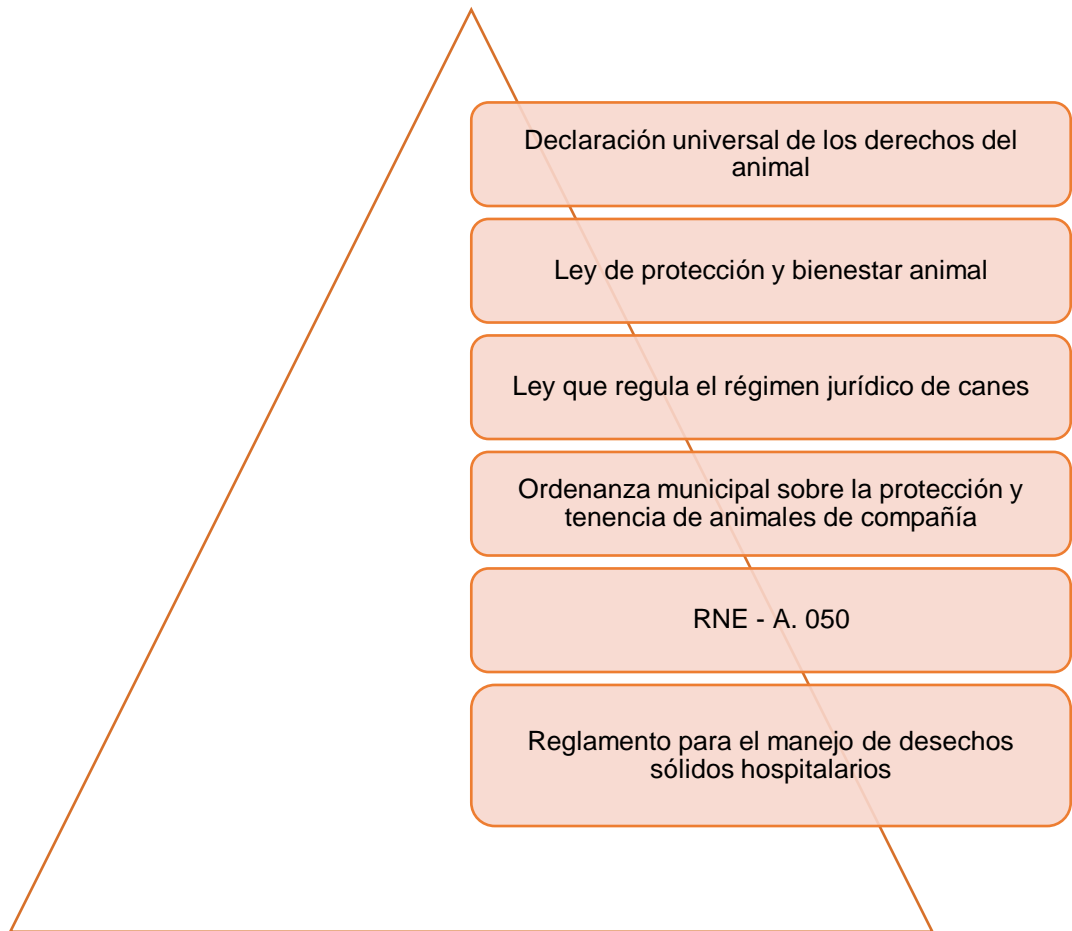 Declaración universal de los derechos del
animal
Ley de protección y bienestar animal
Ley que regula el régimen jurídico de canes
Ordenanza municipal sobre la protección y
tenencia de animales de compañía
RNE - A. 050
Reglamento para el manejo de desechos
sólidos hospitalarios